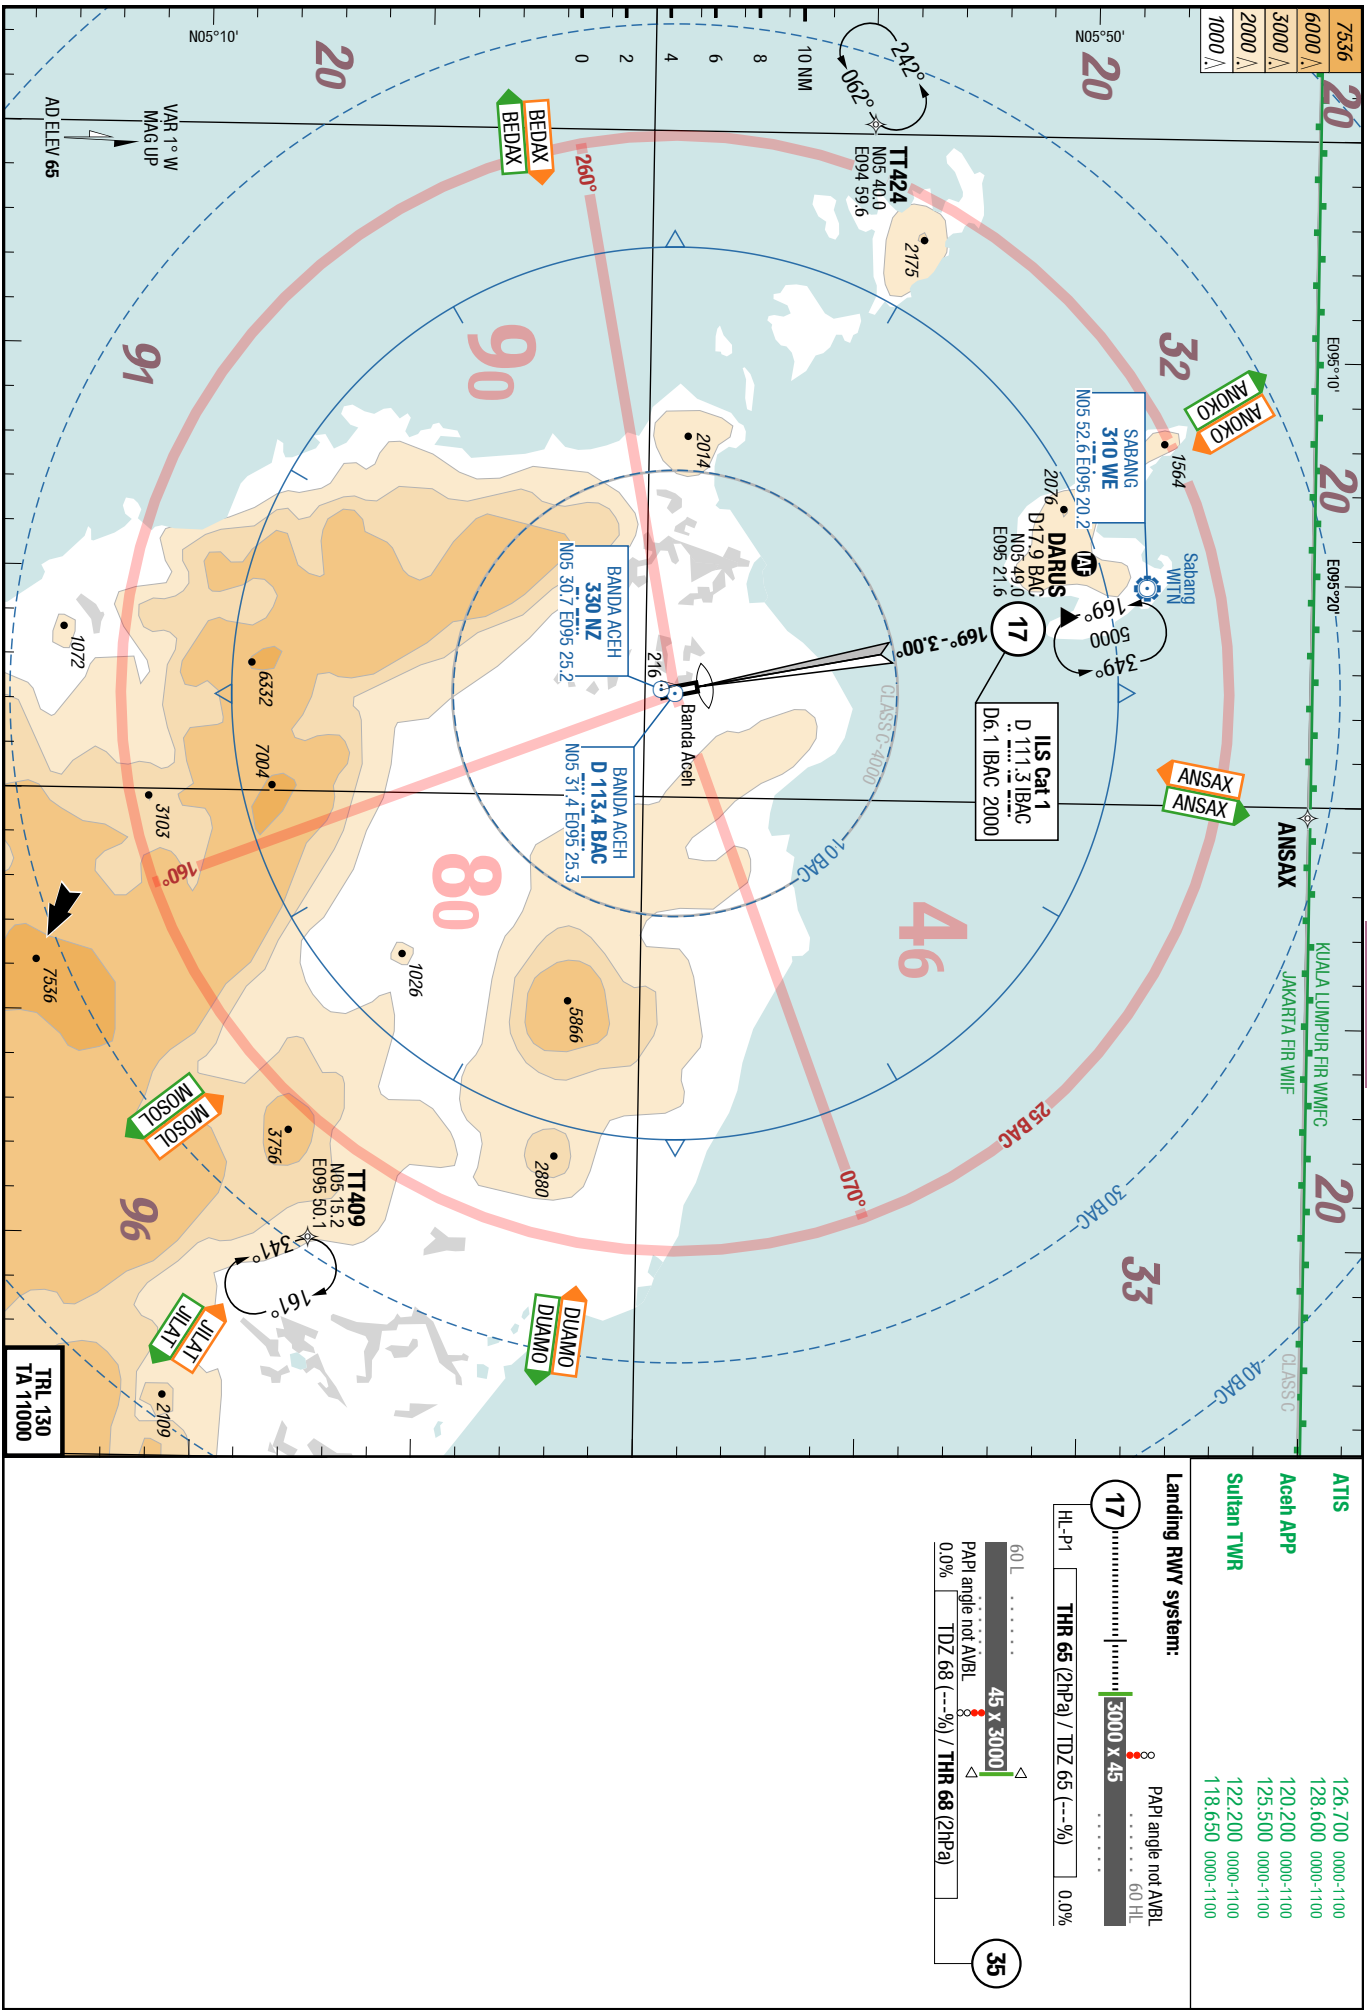 7536
6000
3000
2000
1000
N05°50'
N05°10'
E095°10'
E095°20'
20
20
20
20
20
32
33
91
96
90
80
46
VAR 1° W
MAG UP
AD ELEV 65
0
2
4
6
8
10 NM
242°
062°
TT424
N05 40.0
E094 59.6
2175
BEDAX
BEDAX
260°
ANOKO
ANOKO
1564
SABANG
310 WE
N05 52.6 E095 20.2
Sabang
WITN
2076
DARUS
D17.9 BAC
N05 49.0
E095 21.6
IAF
169°
5000
349°
17
169°-3.00°
ILS Cat 1
D 111.3 IBAC
D6.1 IBAC 2000
CLASS C-4000
ANSAX
ANSAX
ANSAX
KUALA LUMPUR FIR WMFC
JAKARTA FIR WIIF
2014
BANDA ACEH
330 NZ
N05 30.7 E095 25.2
216
Banda Aceh
BANDA ACEH
D 113.4 BAC
N05 31.4 E095 25.3
10 BAC
25 BAC
30 BAC
40 BAC
CLASS C
070°
160°
1072
6332
7004
3103
7536
1026
5866
2880
3756
MOSOL
MOSOL
TT409
N05 15.2
E095 50.1
341°
161°
JILAT
JILAT
DUAMO
DUAMO
2109
TRL 130
TA 11000
ATIS 126.700 0000-1100
128.600 0000-1100
Aceh APP 120.200 0000-1100
125.500 0000-1100
Sultan TWR 122.200 0000-1100
118.650 0000-1100
Landing RWY system:
17
PAPI angle not AVBL
60 HL
3000 x 45
HL-P1
THR 65 (2hPa) / TDZ 65 (---%) 0.0%
60 L
45 x 3000
PAPI angle not AVBL
0.0% TDZ 68 (---%) / THR 68 (2hPa)
35